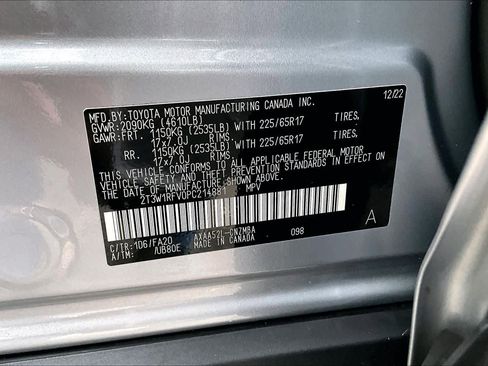 MFD.BY:TOYOTA MOTOR MANUFACTURING CANADA INC. 12/22
GVWR:2090KG (4610LB)
GAWR:FRT. 1150KG (2535LB) WITH 225/65R17 TIRES,
17x7.0J RIMS,
RR. 1150KG (2535LB) WITH 225/65R17 TIRES,
17x7.0J RIMS,
THIS VEHICLE CONFORMS TO ALL APPLICABLE FEDERAL MOTOR
VEHICLE SAFETY AND THEFT PREVENTION STANDARDS IN EFFECT
ON THE DATE OF MANUFACTURE SHOWN ABOVE.
2T3W1RFV0PC214881 MPV
A
C/TR:1D6/FA20 AXAA52L-CNZMBA 098
A/TM: /UB80E MADE IN CANADA